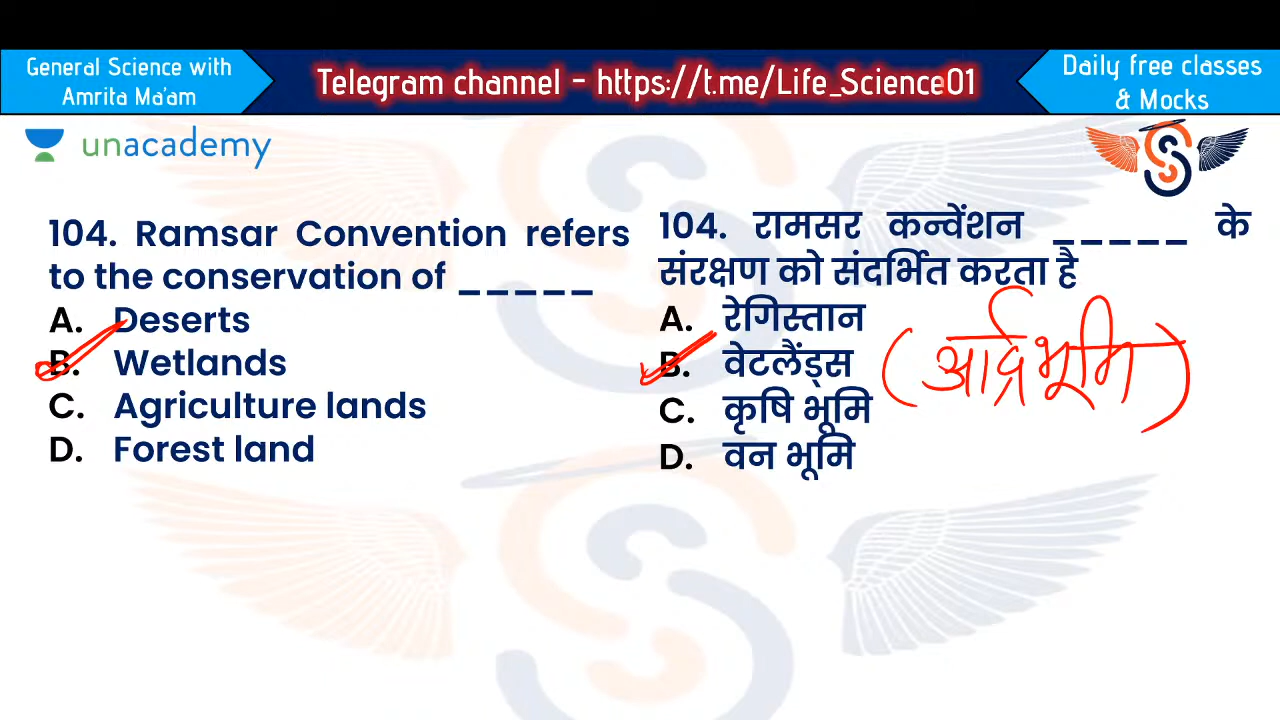 General Science with
Amrita Ma'am
Telegram channel - https://t.me/Life_Science01
Daily free classes
& Mocks
unacademy
104. Ramsar Convention refers
to the conservation of _____
A. Deserts
B. Wetlands
C. Agriculture lands
D. Forest land
104. रामसर कन्वेंशन _____ के
संरक्षण को संदर्भित करता है
A. रेगिस्तान
B. वेटलैंड्स (आर्द्रभूमि)
C. कृषि भूमि
D. वन भूमि